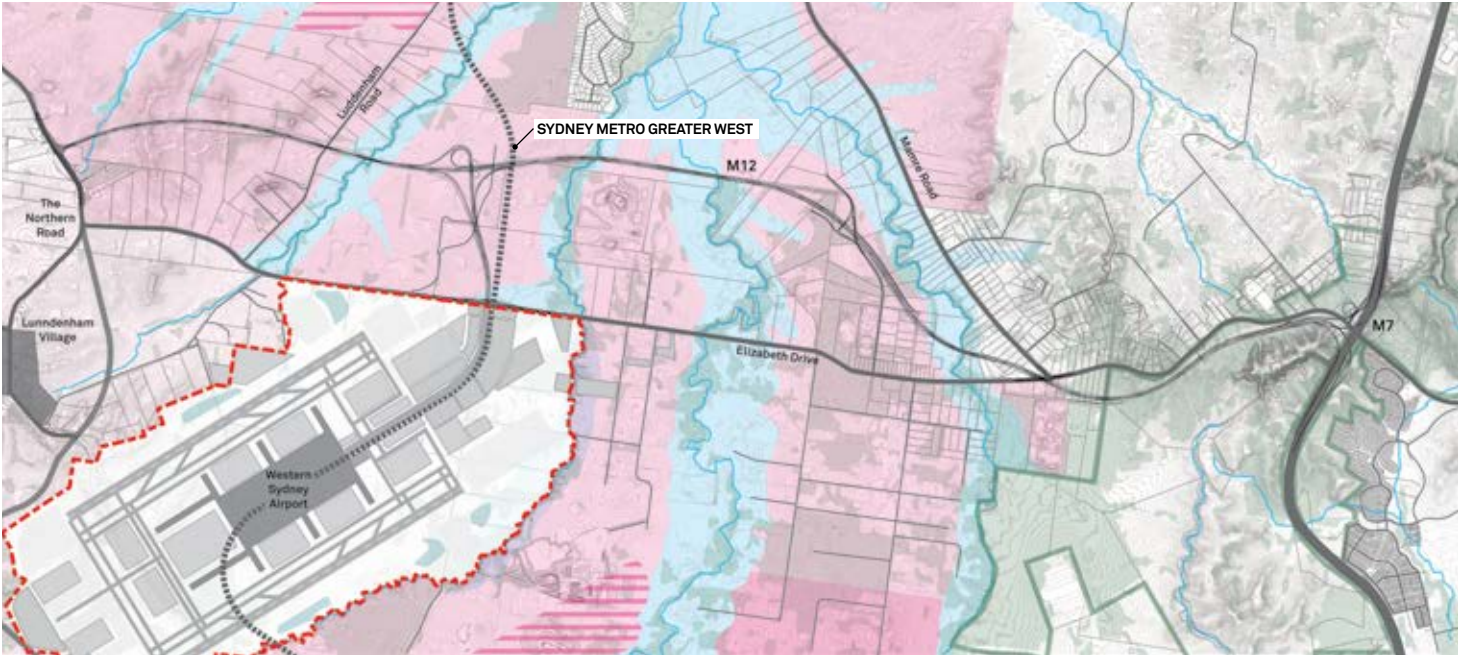 Luddenham
Road
SYDNEY METRO GREATER WEST
M12
Mamre Road
The
Northern
Road
Lunndenham
Village
M7
Elizabeth Drive
Western
Sydney
Airport